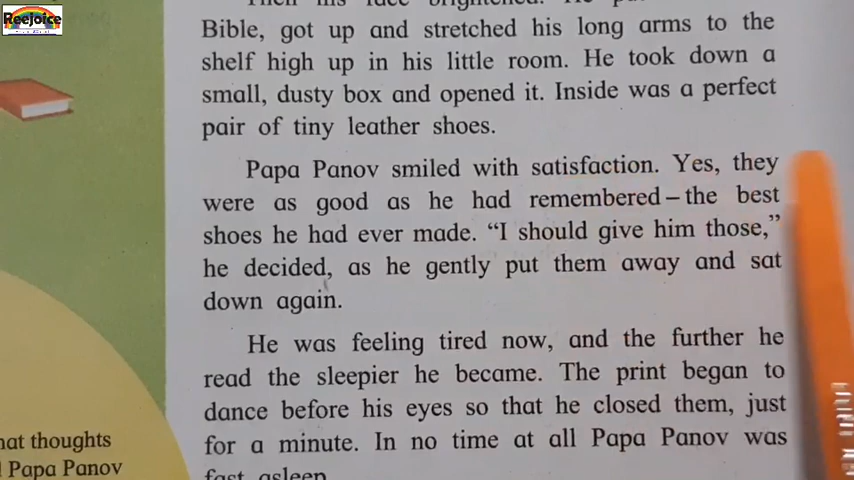 Reejoice
Bible, got up and stretched his long arms to the
shelf high up in his little room. He took down a
small, dusty box and opened it. Inside was a perfect
pair of tiny leather shoes.
Papa Panov smiled with satisfaction. Yes, they
were as good as he had remembered – the best
shoes he had ever made. “I should give him those,”
he decided, as he gently put them away and sat
down again.
He was feeling tired now, and the further he
read the sleepier he became. The print began to
dance before his eyes so that he closed them, just
for a minute. In no time at all Papa Panov was
fast asleep
thoughts
Papa Panov